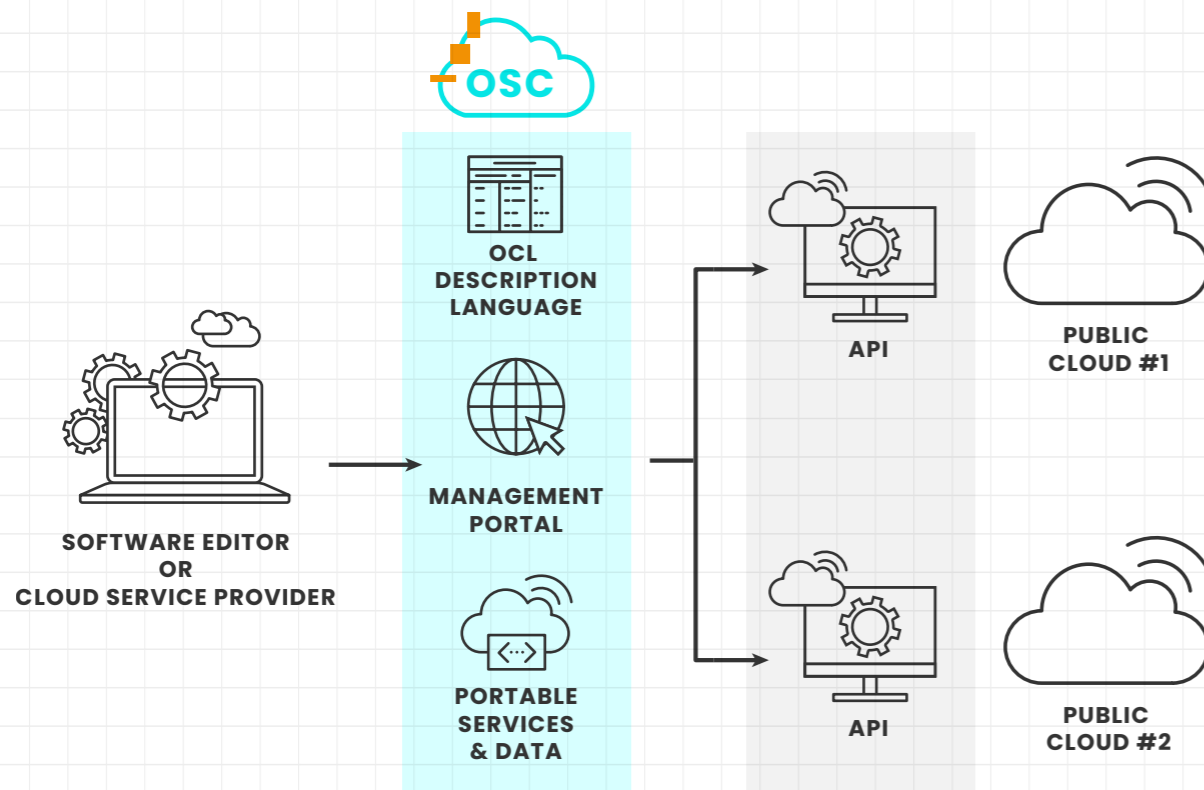 OSC
OCL
DESCRIPTION
LANGUAGE
MANAGEMENT
PORTAL
PORTABLE
SERVICES
& DATA
SOFTWARE EDITOR
OR
CLOUD SERVICE PROVIDER
API
PUBLIC
CLOUD #1
API
PUBLIC
CLOUD #2